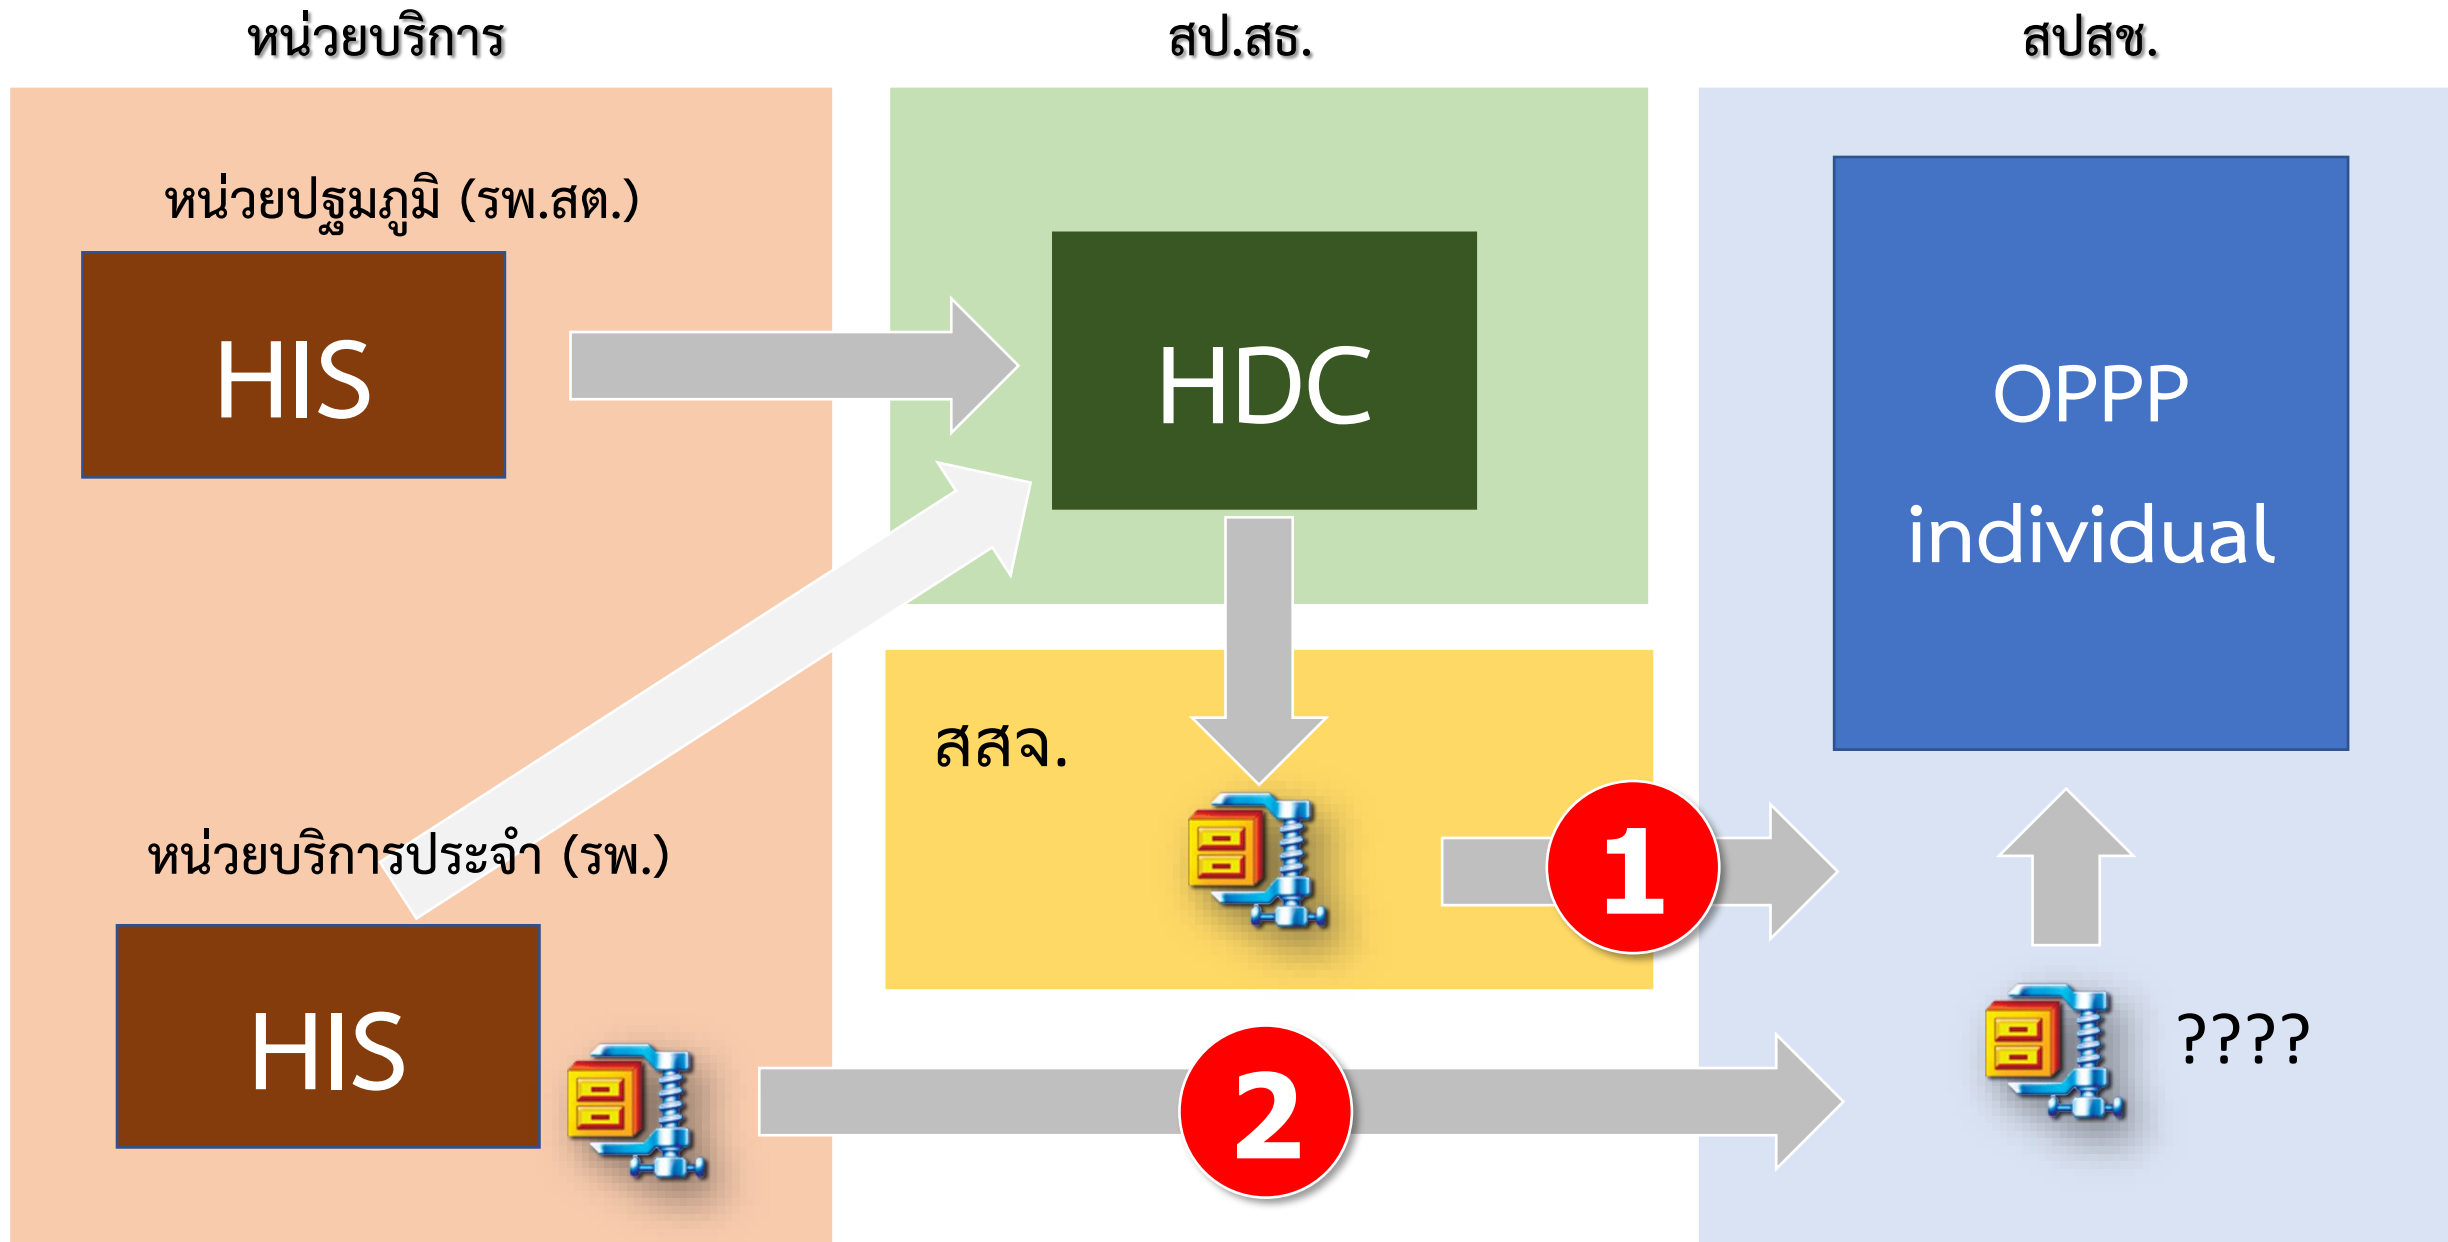 หน่วยบริการ
สป.สธ.
สปสช.
หน่วยปฐมภูมิ (รพ.สต.)
HIS
HDC
OPPP
individual
สสจ.
1
หน่วยบริการประจำ (รพ.)
HIS
2
????